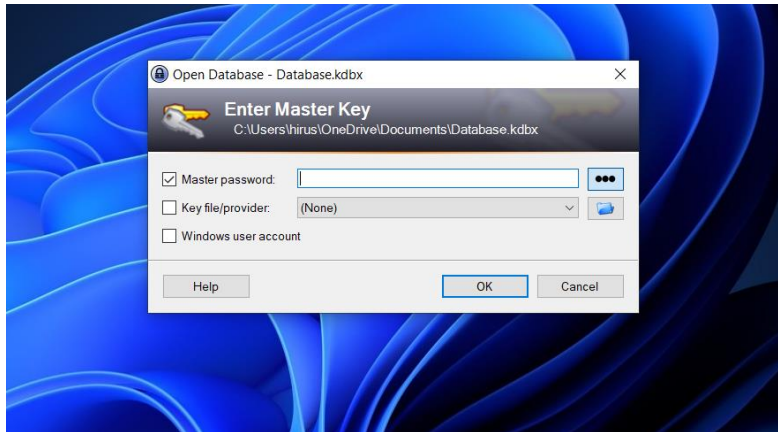 Open Database - Database.kdbx
Enter Master Key
C:\Users\hirus\OneDrive\Documents\Database.kdbx
Master password:
Key file/provider: (None)
Windows user account
Help OK Cancel